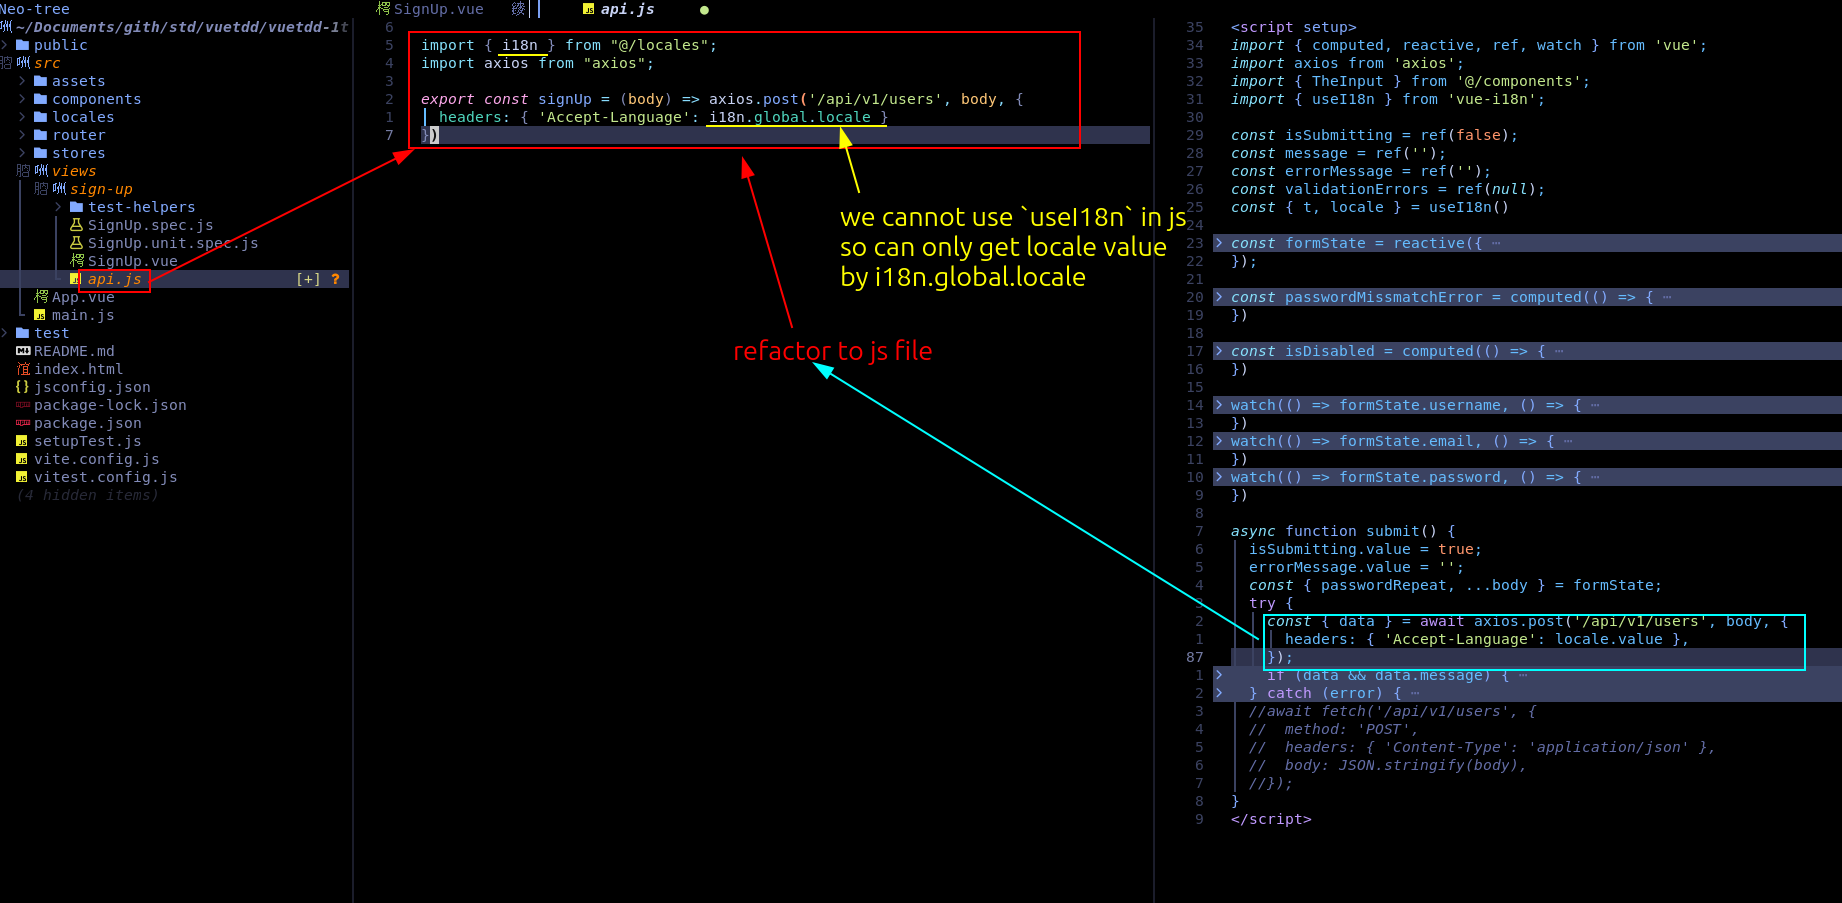 Neo-tree
~/Documents/gith/std/vuetdd/vuetdd-1t
public
src
assets
components
locales
router
stores
views
sign-up
test-helpers
SignUp.spec.js
SignUp.unit.spec.js
SignUp.vue
api.js [+] ?
App.vue
main.js
test
README.md
index.html
jsconfig.json
package-lock.json
package.json
setupTest.js
vite.config.js
vitest.config.js
(4 hidden items)
SignUp.vue api.js
6
5 import { i18n } from "@/locales";
4 import axios from "axios";
3
2 export const signUp = (body) => axios.post('/api/v1/users', body, {
1 headers: { 'Accept-Language': i18n.global.locale }
7 })
we cannot use `useI18n` in js
so can only get locale value
by i18n.global.locale
refactor to js file
35 <script setup>
34 import { computed, reactive, ref, watch } from 'vue';
33 import axios from 'axios';
32 import { TheInput } from '@/components';
31 import { useI18n } from 'vue-i18n';
30
29 const isSubmitting = ref(false);
28 const message = ref('');
27 const errorMessage = ref('');
26 const validationErrors = ref(null);
25 const { t, locale } = useI18n()
24
23 const formState = reactive({ ⋯
22 });
21
20 const passwordMissmatchError = computed(() => { ⋯
19 })
18
17 const isDisabled = computed(() => { ⋯
16 })
15
14 watch(() => formState.username, () => { ⋯
13 })
12 watch(() => formState.email, () => { ⋯
11 })
10 watch(() => formState.password, () => { ⋯
9 })
8
7 async function submit() {
6 isSubmitting.value = true;
5 errorMessage.value = '';
4 const { passwordRepeat, ...body } = formState;
3 try {
2 const { data } = await axios.post('/api/v1/users', body, {
1 headers: { 'Accept-Language': locale.value },
87 });
1 if (data && data.message) { ⋯
2 } catch (error) { ⋯
3 //await fetch('/api/v1/users', {
4 //  method: 'POST',
5 //  headers: { 'Content-Type': 'application/json' },
6 //  body: JSON.stringify(body),
7 //});
8 }
9 </script>